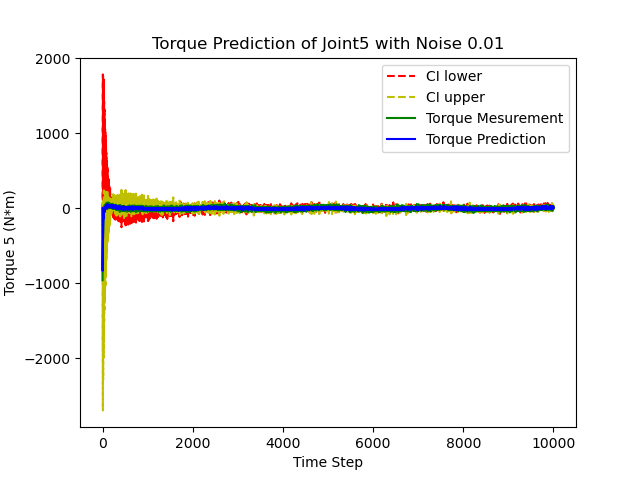 Torque Prediction of Joint5 with Noise 0.01
CI lower
CI upper
Torque Mesurement
Torque Prediction
2000
1000
0
−1000
−2000
Torque 5 (N*m)
0 2000 4000 6000 8000 10000
Time Step